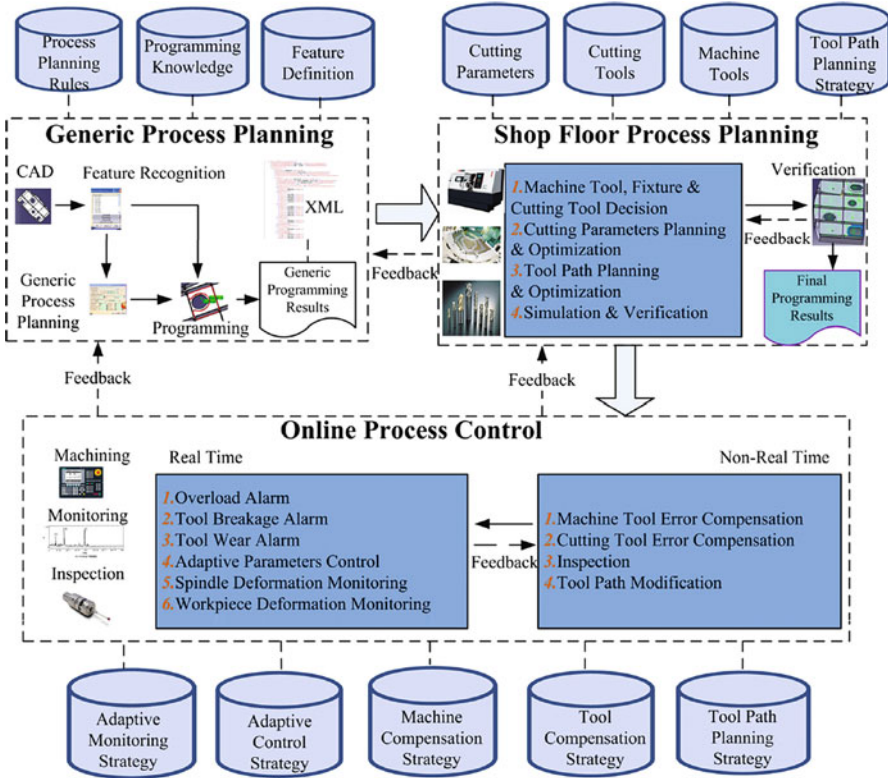 Process
Planning
Rules
Programming
Knowledge
Feature
Definition
Cutting
Parameters
Cutting
Tools
Machine
Tools
Tool Path
Planning
Strategy
Generic Process Planning
CAD
Feature Recognition
XML
Generic
Process
Planning
Programming
Generic
Programming
Results
Feedback
Shop Floor Process Planning
1.Machine Tool, Fixture &
Cutting Tool Decision
2.Cutting Parameters Planning
& Optimization
3.Tool Path Planning
& Optimization
4.Simulation & Verification
Verification
Feedback
Final
Programming
Results
Feedback
Feedback
Online Process Control
Machining
Monitoring
Inspection
Real Time
1.Overload Alarm
2.Tool Breakage Alarm
3.Tool Wear Alarm
4.Adaptive Parameters Control
5.Spindle Deformation Monitoring
6.Workpiece Deformation Monitoring
Feedback
Non-Real Time
1.Machine Tool Error Compensation
2.Cutting Tool Error Compensation
3.Inspection
4.Tool Path Modification
Adaptive
Monitoring
Strategy
Adaptive
Control
Strategy
Machine
Compensation
Strategy
Tool
Compensation
Strategy
Tool Path
Planning
Strategy